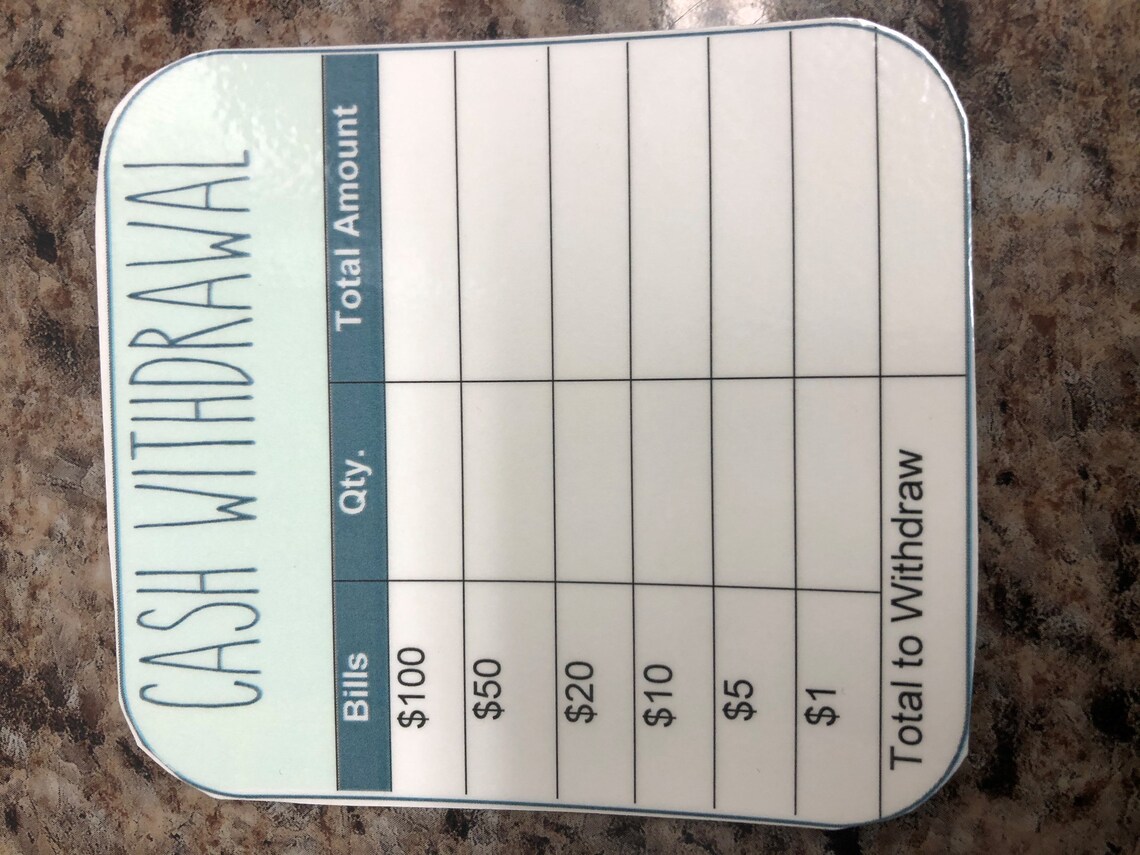 CASH WITHDRAWAL
Bills Qty. Total Amount
$100
$50
$20
$10
$5
$1
Total to Withdraw